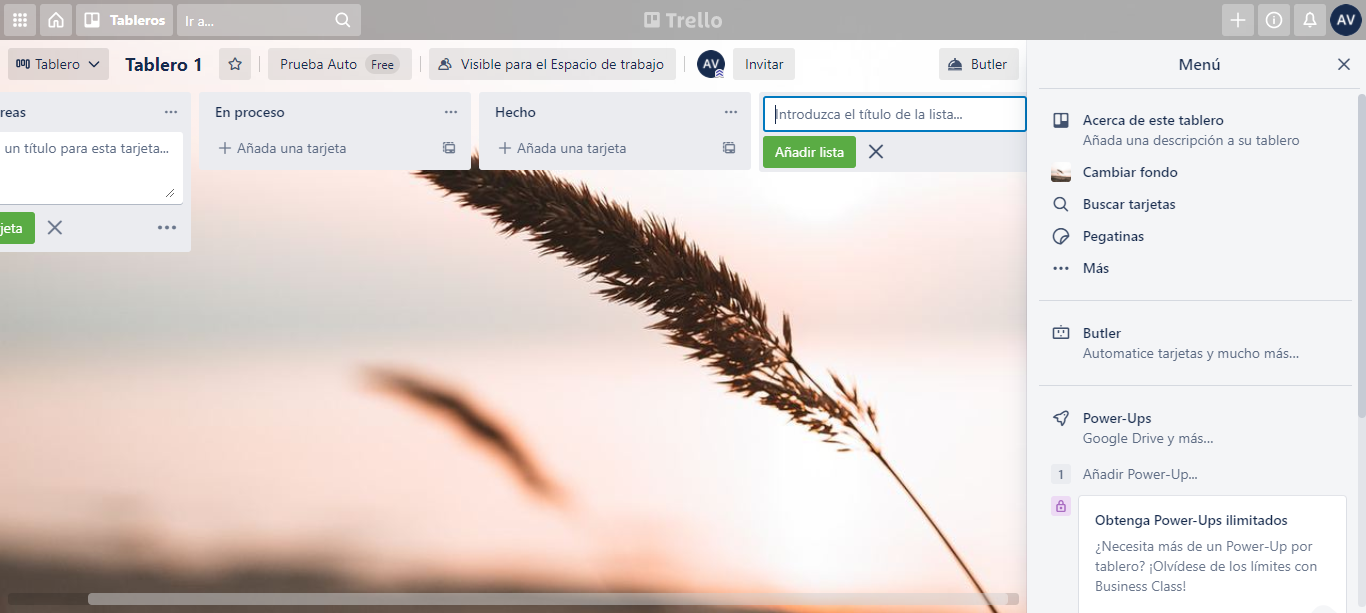 Tableros
Ir a...
Trello
AV
Tablero
Tablero 1
Prueba Auto Free
Visible para el Espacio de trabajo
AV
Invitar
Butler
reas
un título para esta tarjeta...
jeta
En proceso
Añada una tarjeta
Hecho
Añada una tarjeta
Introduzca el título de la lista...
Añadir lista
Menú
Acerca de este tablero
Añada una descripción a su tablero
Cambiar fondo
Buscar tarjetas
Pegatinas
Más
Butler
Automatice tarjetas y mucho más...
Power-Ups
Google Drive y más...
1 Añadir Power-Up...
Obtenga Power-Ups ilimitados
¿Necesita más de un Power-Up por
tablero? ¡Olvídese de los límites con
Business Class!